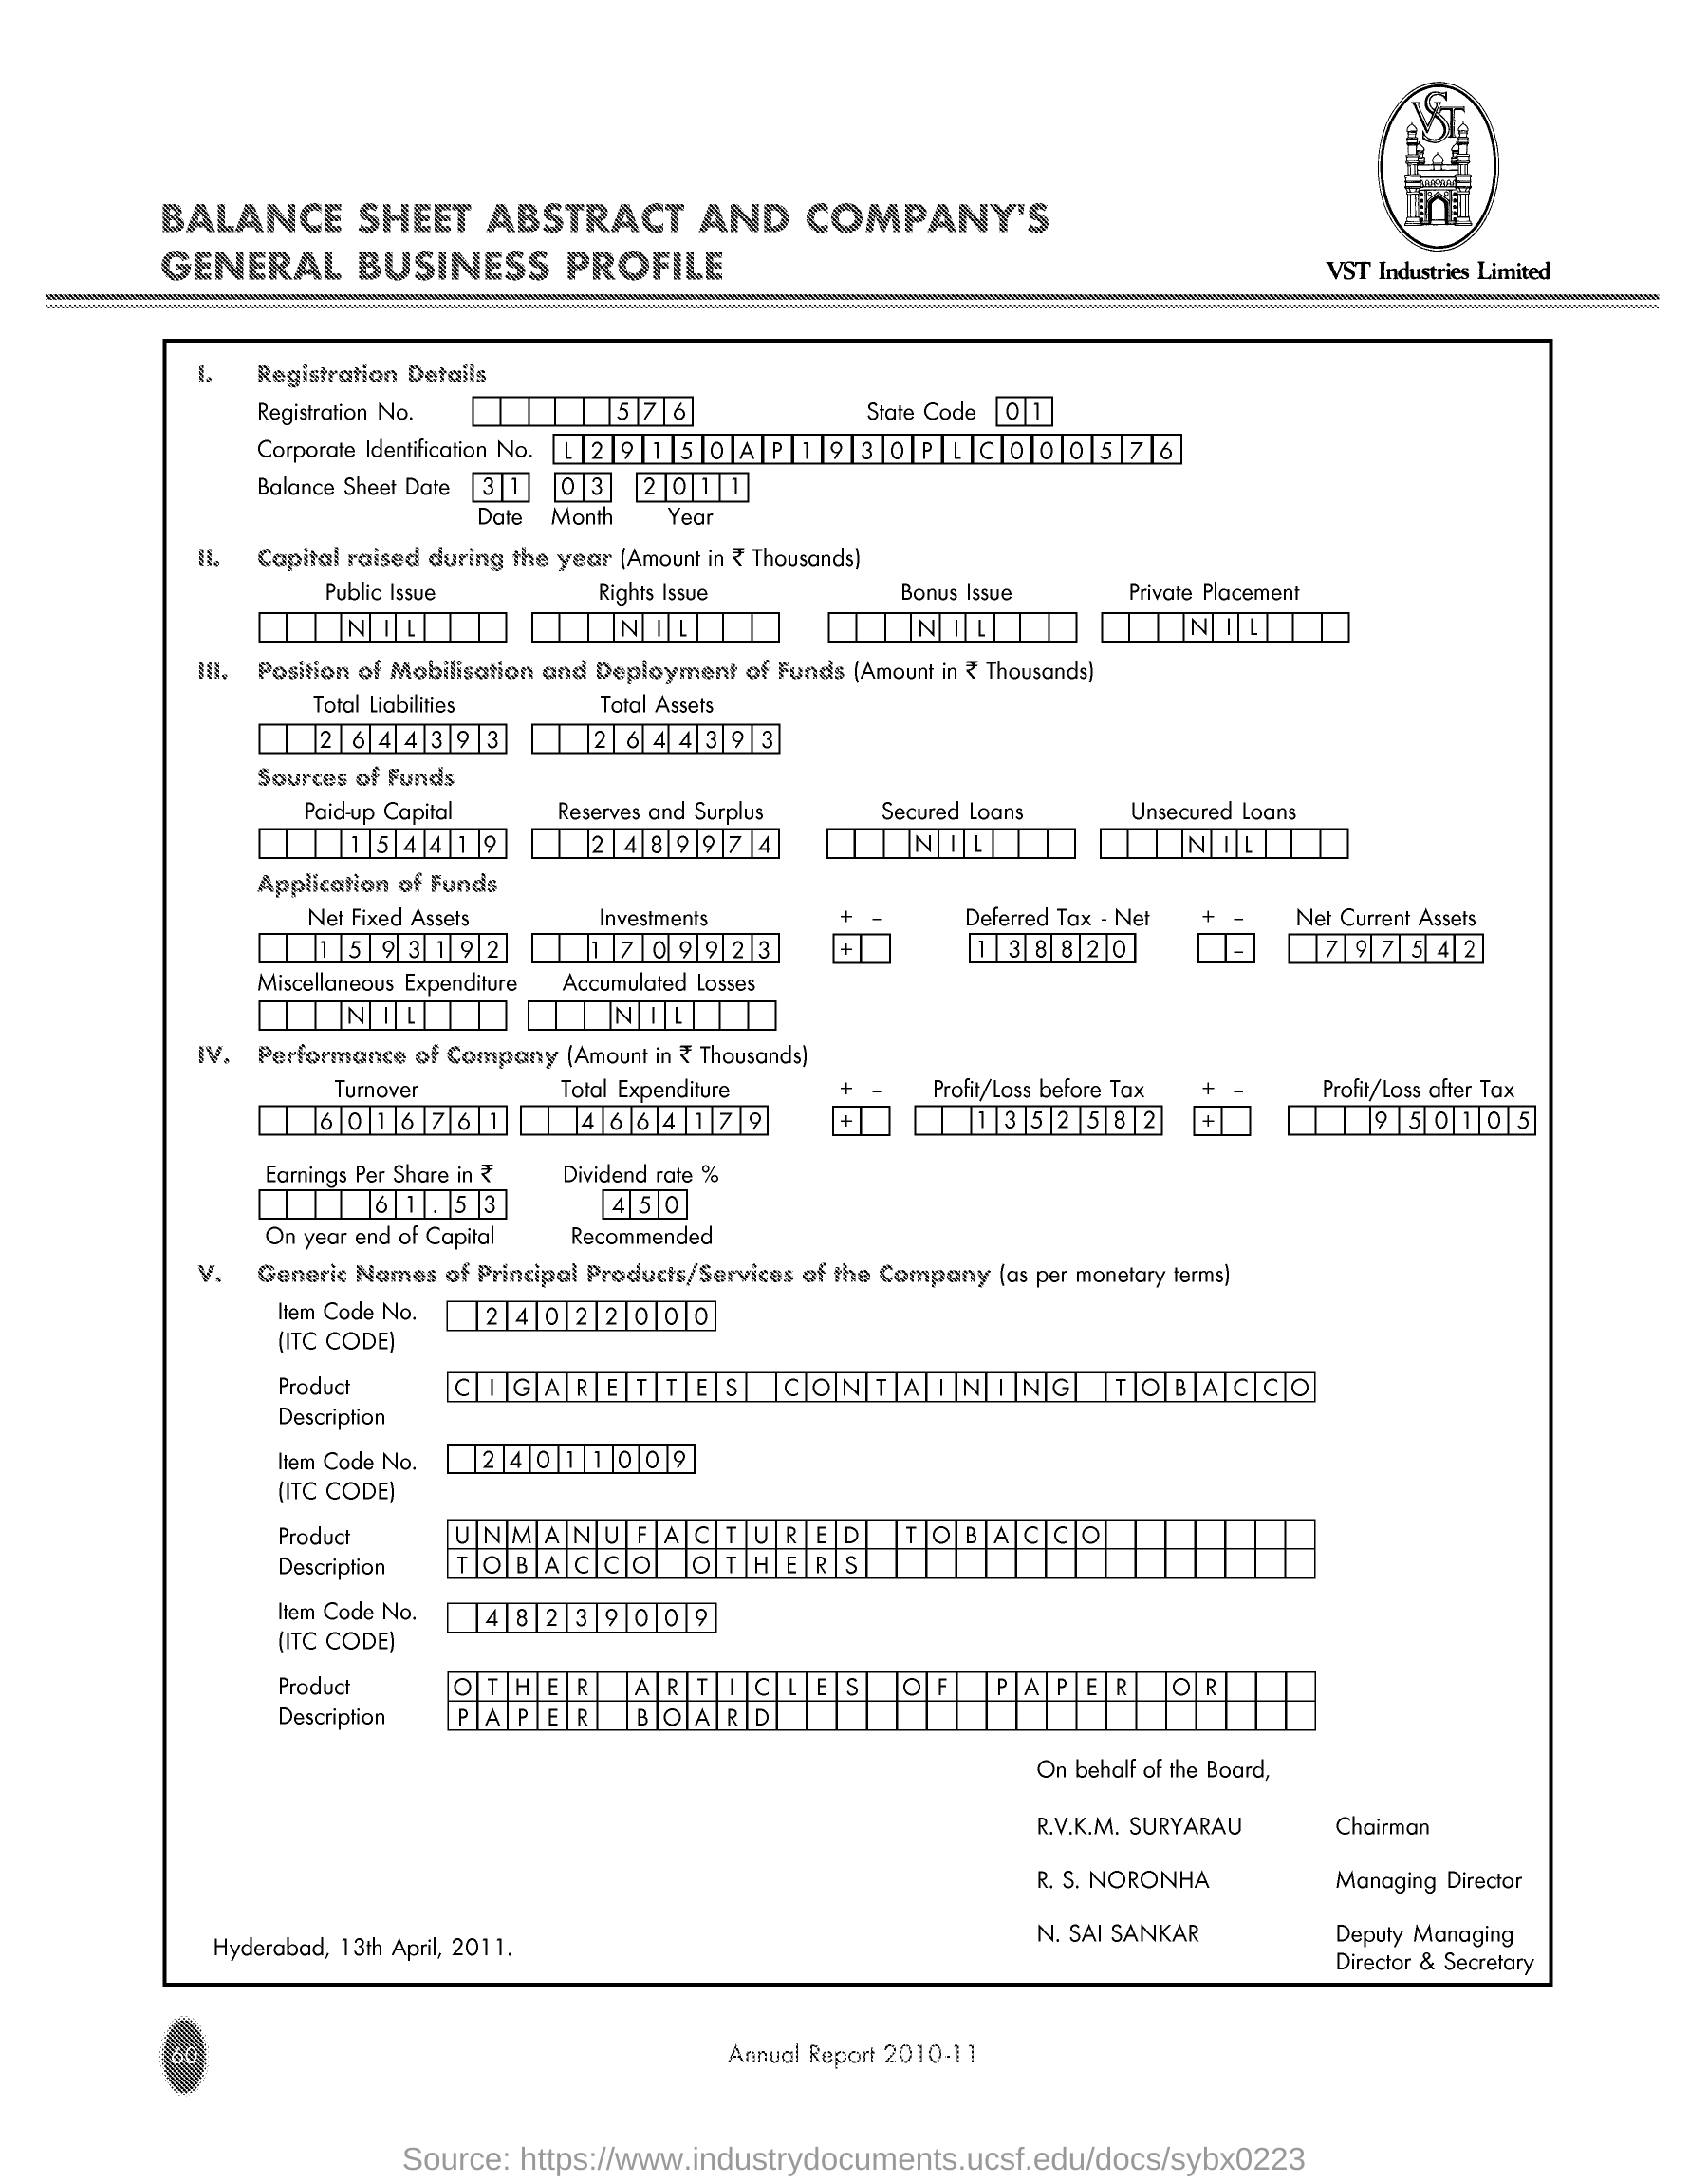 VST
VST Industries Limited
BALANCE SHEET ABSTRACT AND COMPANY'S
GENERAL BUSINESS PROFILE
I. Registration Details
Registration No. 576 State Code 01
Corporate Identification No. L29150AP1930PLC000576
Balance Sheet Date 31 03 2011
Date Month Year
II. Capital raised during the year (Amount in ₹ Thousands)
Public Issue Rights Issue Bonus Issue Private Placement
NIL NIL NIL NIL
III. Position of Mobilisation and Deployment of Funds (Amount in ₹ Thousands)
Total Liabilities Total Assets
2644393 2644393
Sources of Funds
Paid-up Capital Reserves and Surplus Secured Loans Unsecured Loans
154419 2489974 NIL NIL
Application of Funds
Net Fixed Assets Investments + - Deferred Tax - Net + - Net Current Assets
1593192 1709923 + 138820 - 797542
Miscellaneous Expenditure Accumulated Losses
NIL NIL
IV. Performance of Company (Amount in ₹ Thousands)
Turnover Total Expenditure + - Profit/Loss before Tax + - Profit/Loss after Tax
6016761 4664179 + 1352582 + 950105
Earnings Per Share in ₹ Dividend rate %
61.53 450
On year end of Capital Recommended
V. Generic Names of Principal Products/Services of the Company (as per monetary terms)
Item Code No. 24022000
(ITC CODE)
Product CIGARETTES CONTAINING TOBACCO
Description
Item Code No. 24011009
(ITC CODE)
Product UNMANUFACTURED TOBACCO
Description TOBACCO OTHERS
Item Code No. 48239009
(ITC CODE)
Product OTHER ARTICLES OF PAPER OR
Description PAPER BOARD
On behalf of the Board,
R.V.K.M. SURYARAU Chairman
R. S. NORONHA Managing Director
N. SAI SANKAR Deputy Managing
Director & Secretary
Hyderabad, 13th April, 2011.
60
Annual Report 2010-11
Source: https://www.industrydocuments.ucsf.edu/docs/sybx0223